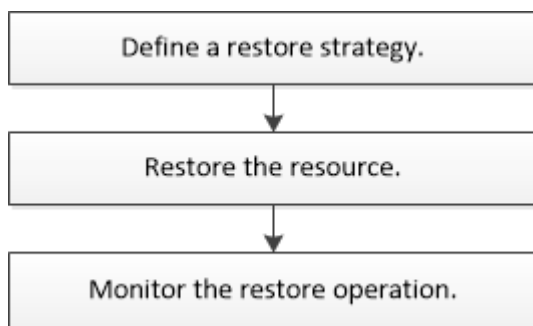 Define a restore strategy.
Restore the resource.
Monitor the restore operation.